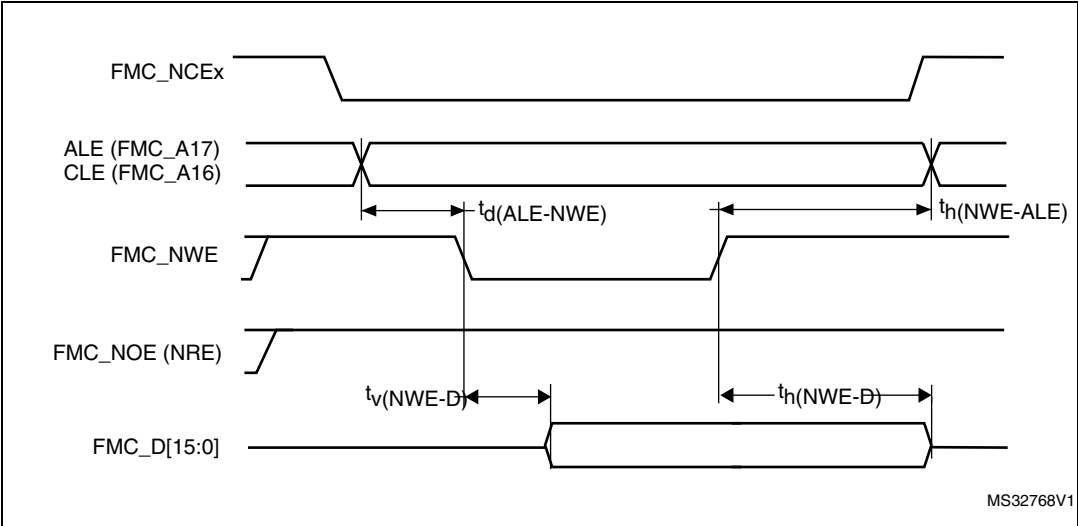 FMC_NCEx
ALE (FMC_A17)
CLE (FMC_A16)
td(ALE-NWE)
th(NWE-ALE)
FMC_NWE
FMC_NOE (NRE)
tv(NWE-D)
th(NWE-D)
FMC_D[15:0]
MS32768V1